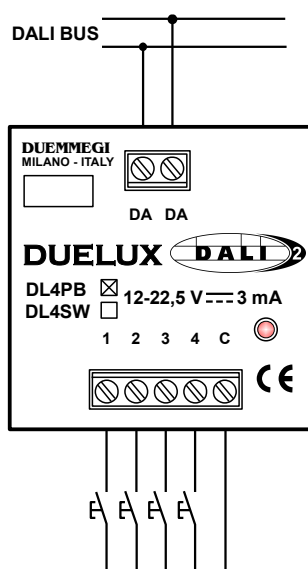 DALI BUS
DUEMMEGI
MILANO - ITALY
DA DA
DUELUX DALI 2
DL4PB
DL4SW
12-22,5 V 3 mA
1 2 3 4 C
CE